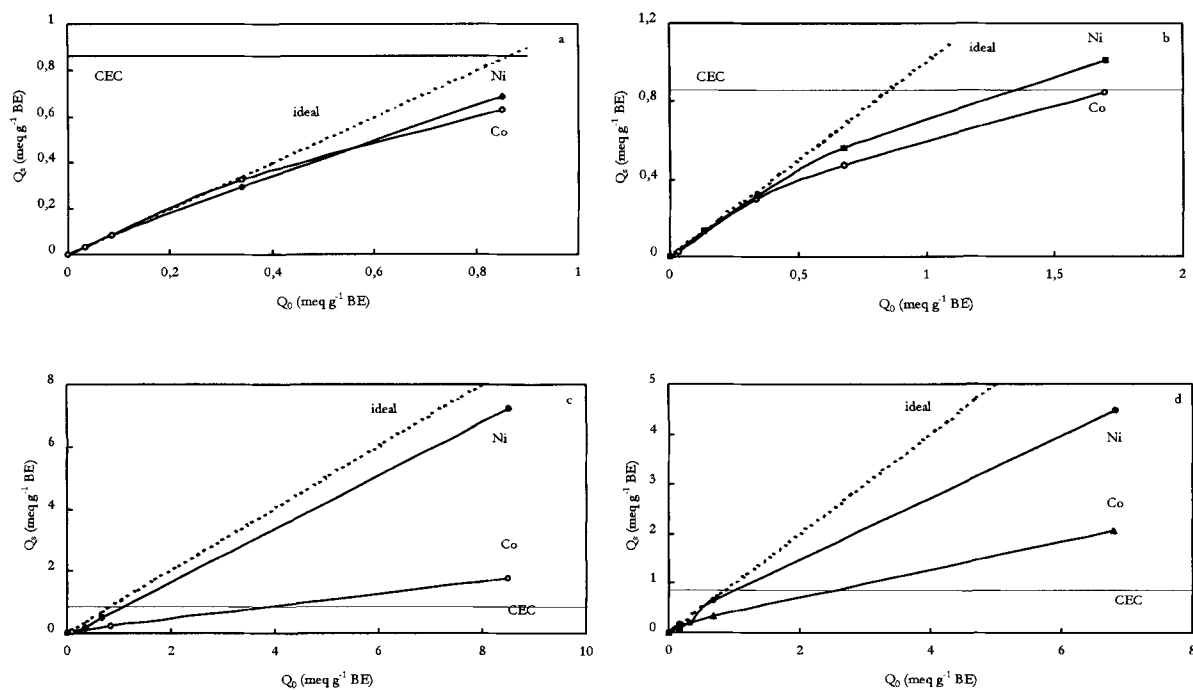 a
1
0,8
0,6
0,4
0,2
0
CEC
ideal
Ni
Co
Qs (meq g-1 BE)
0 0,2 0,4 0,6 0,8 1
Q0 (meq g-1 BE)
b
1,2
0,8
0,4
0
CEC
ideal
Ni
Co
Qs (meq g-1 BE)
0 0,5 1 1,5 2
Q0 (meq g-1 BE)
c
8
6
4
2
0
ideal
Ni
Co
CEC
Qs (meq g-1 BE)
0 2 4 6 8 10
Q0 (meq g-1 BE)
d
5
4
3
2
1
0
ideal
Ni
Co
CEC
Qs (meq g-1 BE)
0 2 4 6 8
Q0 (meq g-1 BE)